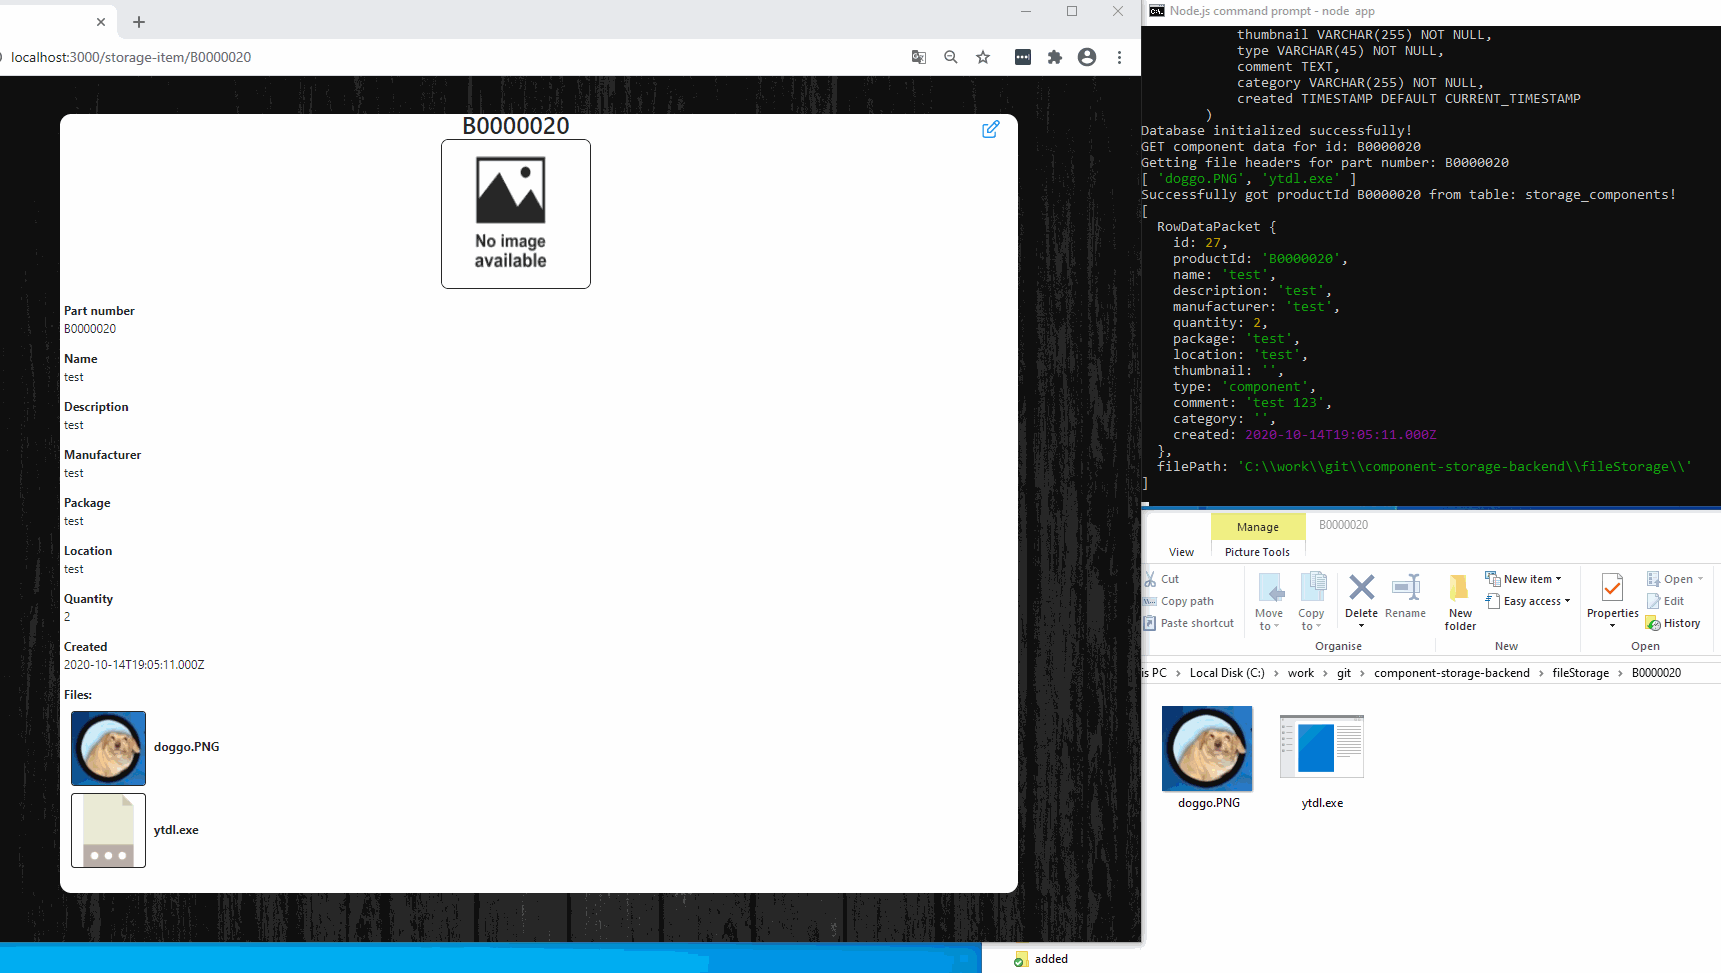 localhost:3000/storage-item/B0000020
B0000020
No image
available
Part number
B0000020
Name
test
Description
test
Manufacturer
test
Package
test
Location
test
Quantity
2
Created
2020-10-14T19:05:11.000Z
Files:
doggo.PNG
ytdl.exe
Node.js command prompt - node  app
thumbnail VARCHAR(255) NOT NULL,
type VARCHAR(45) NOT NULL,
comment TEXT,
category VARCHAR(255) NOT NULL,
created TIMESTAMP DEFAULT CURRENT_TIMESTAMP
)
Database initialized successfully!
GET component data for id: B0000020
Getting file headers for part number: B0000020
[ 'doggo.PNG', 'ytdl.exe' ]
Successfully got productId B0000020 from table: storage_components!
[
RowDataPacket {
id: 27,
productId: 'B0000020',
name: 'test',
description: 'test',
manufacturer: 'test',
quantity: 2,
package: 'test',
location: 'test',
thumbnail: '',
type: 'component',
comment: 'test 123',
category: '',
created: 2020-10-14T19:05:11.000Z
},
filePath: 'C:\\work\\git\\component-storage-backend\\fileStorage\\'
]
Manage
B0000020
View
Picture Tools
Cut
Copy path
Paste shortcut
Move
to
Copy
to
Delete
Rename
New
folder
New item
Easy access
Properties
Open
Edit
History
Organise
New
Open
is PC > Local Disk (C:) > work > git > component-storage-backend > fileStorage > B0000020
doggo.PNG
ytdl.exe
added